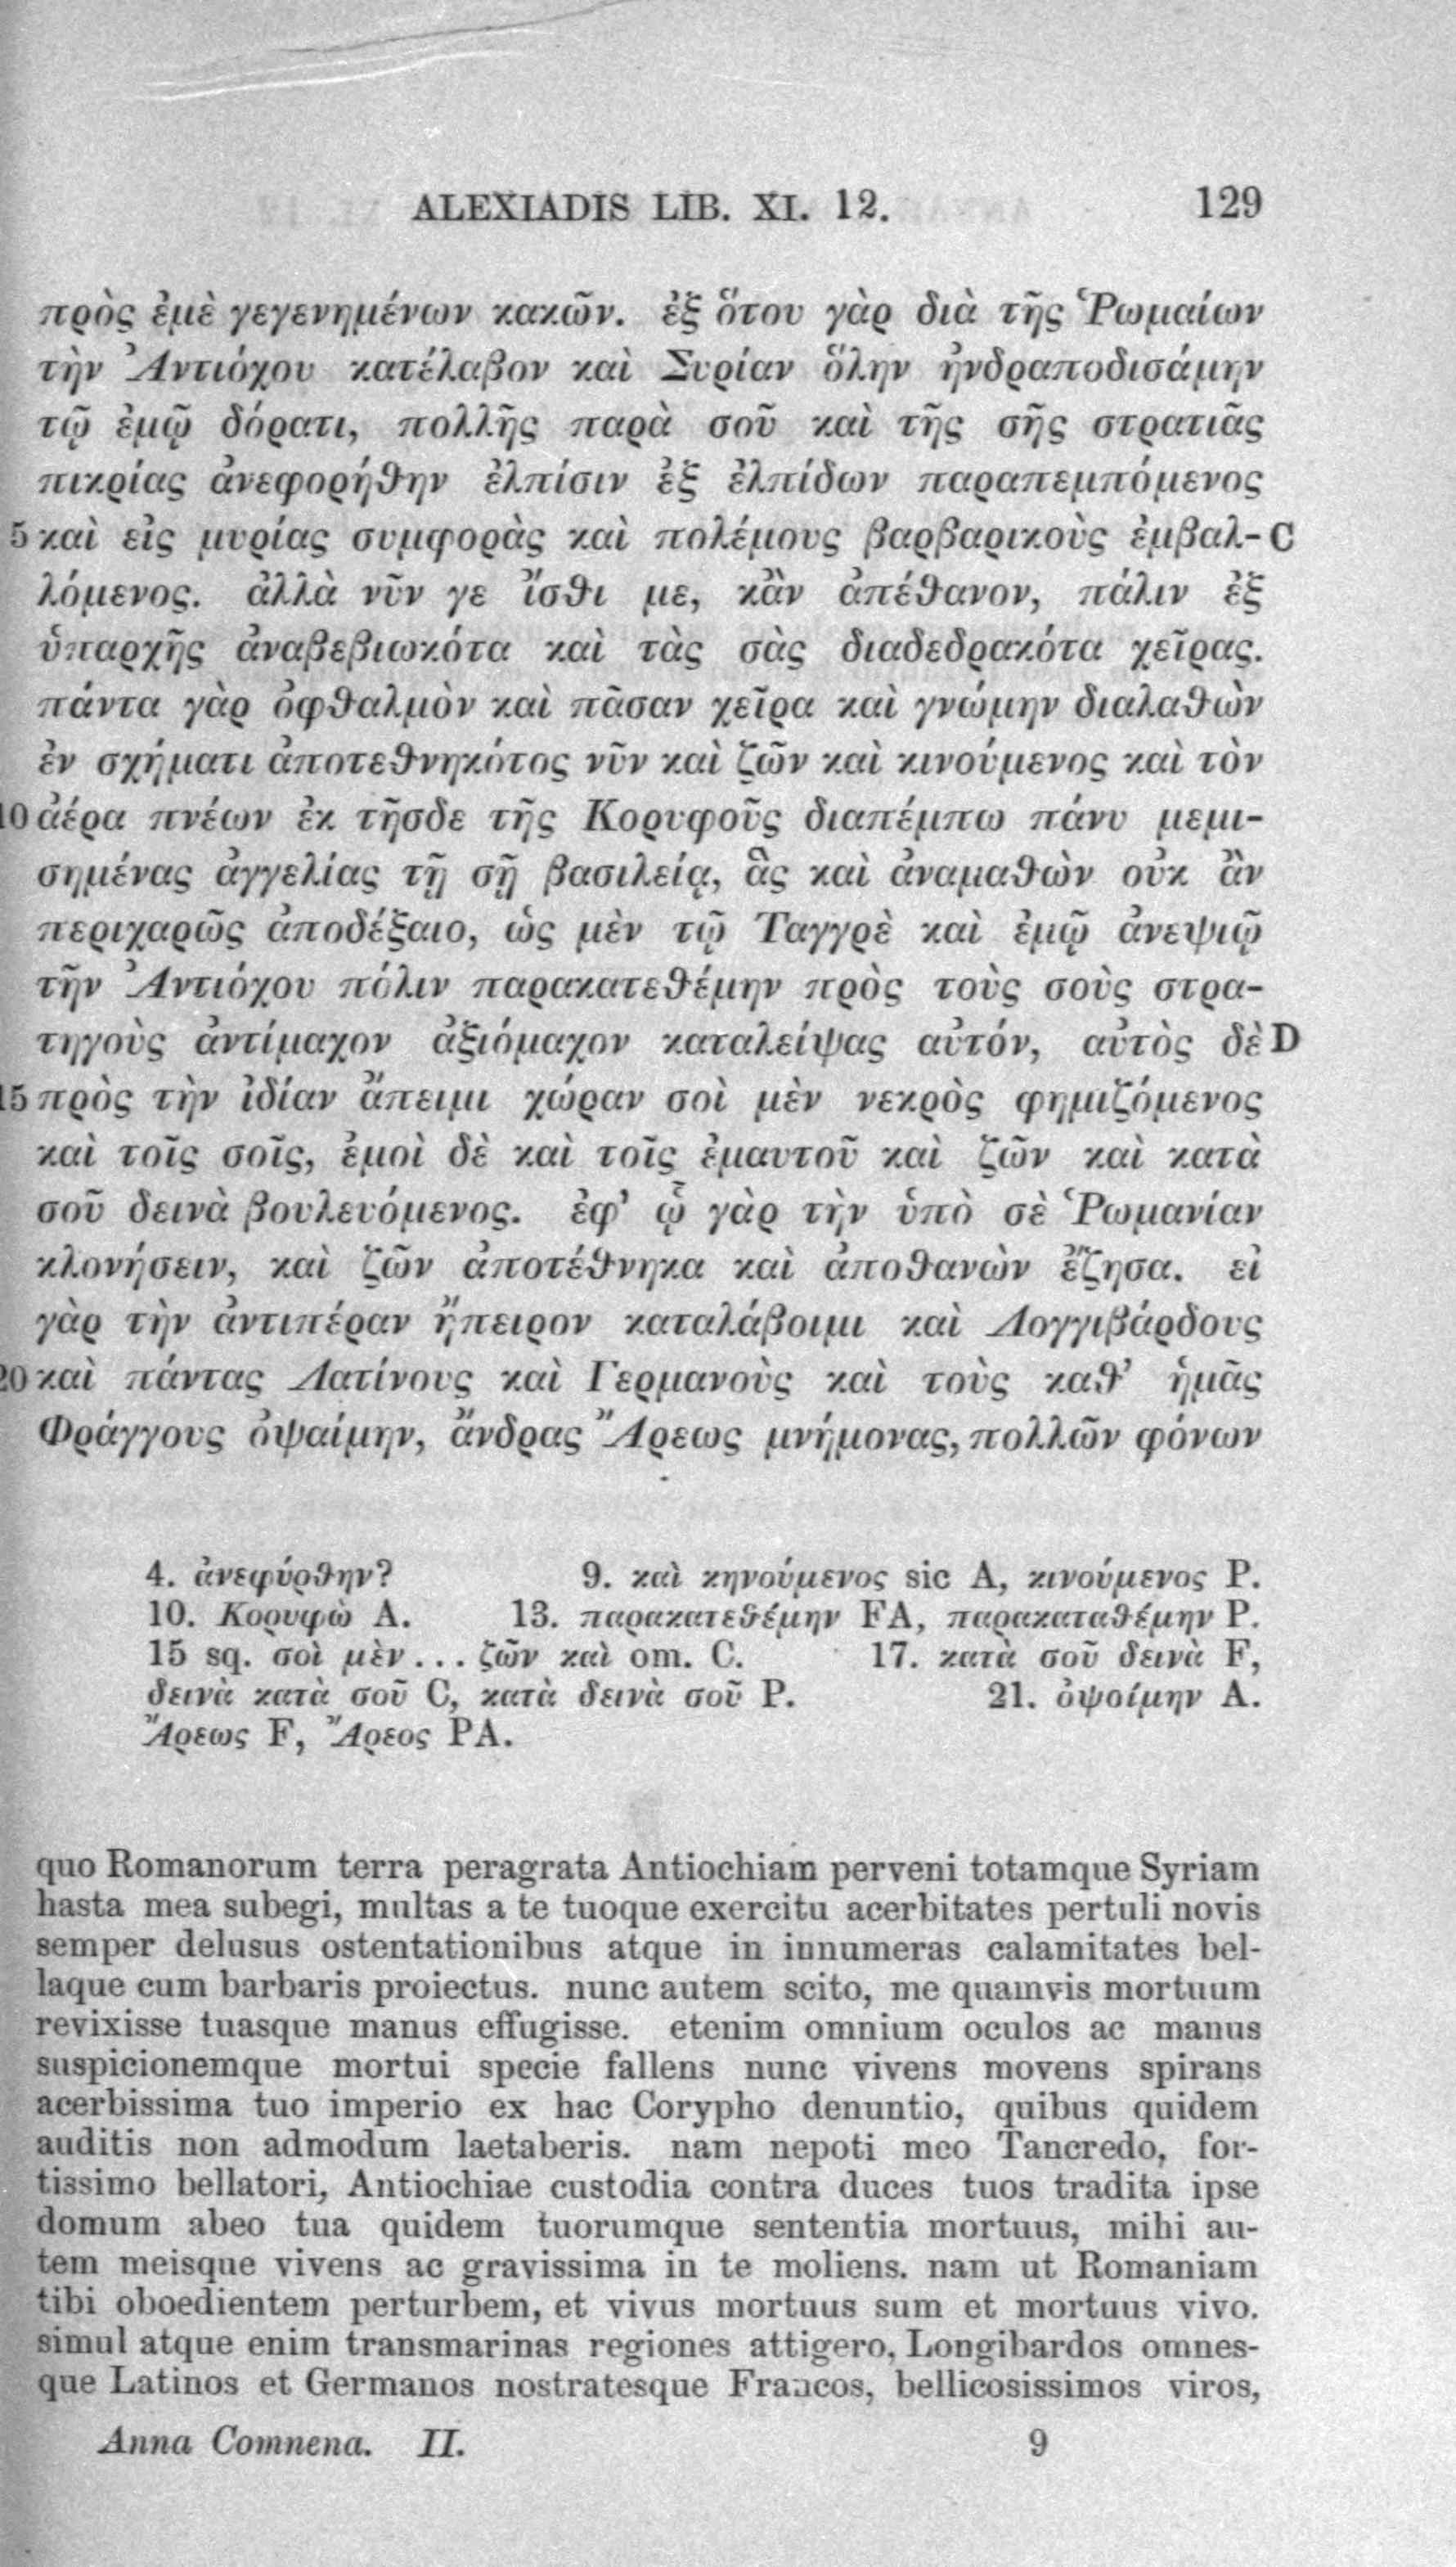 ALEXIADIS LIB. XI. 12. 129
πρὸς ἐμὲ γεγενημένων κακῶν. ἐξ ὅτου γὰρ διὰ τῆς Ῥωμαίων
τὴν Ἀντιόχου κατέλαβον καὶ Συρίαν ὅλην ἠνδραποδισάμην
τῷ ἐμῷ δόρατι, πολλῆς παρὰ σοῦ καὶ τῆς σῆς στρατιᾶς
πικρίας ἀνεφορήθην ἐλπίσιν ἐξ ἐλπίδων παραπεμπόμενος
5 καὶ εἰς μυρίας συμφορὰς καὶ πολέμους βαρβαρικοὺς ἐμβαλ- C
λόμενος. ἀλλὰ νῦν γε ἴσθι με, κἂν ἀπέθανον, πάλιν ἐξ
ὑπαρχῆς ἀναβεβιωκότα καὶ τὰς σὰς διαδεδρακότα χεῖρας.
πάντα γὰρ ὀφθαλμὸν καὶ πᾶσαν χεῖρα καὶ γνώμην διαλαθὼν
ἐν σχήματι ἀποτεθνηκότος νῦν καὶ ζῶν καὶ κινούμενος καὶ τὸν
10 ἀέρα πνέων ἐκ τῆσδε τῆς Κορυφοῦς διαπέμπω πάνυ μεμι-
σημένας ἀγγελίας τῇ σῇ βασιλείᾳ, ἃς καὶ ἀναμαθὼν οὐκ ἂν
περιχαρῶς ἀποδέξαιο, ὡς μὲν τῷ Ταγγρὲ καὶ ἐμῷ ἀνεψιῷ
τῆν Ἀντιόχου πόλιν παρακατεθέμην πρὸς τοὺς σοὺς στρα-
τηγοὺς ἀντίμαχον ἀξιόμαχον καταλείψας αὐτόν, αὐτὸς δὲ D
15 πρὸς τὴν ἰδίαν ἄπειμι χώραν σοὶ μὲν νεκρὸς φημιζόμενος
καὶ τοῖς σοῖς, ἐμοὶ δὲ καὶ τοῖς ἐμαυτοῦ καὶ ζῶν καὶ κατὰ
σοῦ δεινὰ βουλευόμενος. ἐφ' ᾧ γὰρ τὴν ὑπὸ σὲ Ῥωμανίαν
κλονήσειν, καὶ ζῶν ἀποτέθνηκα καὶ ἀποθανὼν ἔζησα. εἰ
γὰρ τὴν ἀντιπέραν ἤπειρον καταλάβοιμι καὶ Λογγιβάρδους
20 καὶ πάντας Λατίνους καὶ Γερμανοὺς καὶ τοὺς καθ' ἡμᾶς
Φράγγους ὀψαίμην, ἄνδρας Ἄρεως μνήμονας, πολλῶν φόνων
4. ἀνεφύρθην? 9. καὶ κηνούμενος sic A, κινούμενος P.
10. Κορυφὼ A. 13. παρακατεθέμην FA, παρακαταθέμην P.
15 sq. σοὶ μὲν ... ζῶν καὶ om. C. 17. κατὰ σοῦ δεινὰ F,
δεινὰ κατὰ σοῦ C, κατὰ δεινὰ σοῦ P. 21. ὀψοίμην A.
Ἄρεως F, Ἄρεος PA.
quo Romanorum terra peragrata Antiochiam perveni totamque Syriam
hasta mea subegi, multas a te tuoque exercitu acerbitates pertuli novis
semper delusus ostentationibus atque in innumeras calamitates bel-
laque cum barbaris proiectus. nunc autem scito, me quamvis mortuum
revixisse tuasque manus effugisse. etenim omnium oculos ac manus
suspicionemque mortui specie fallens nunc vivens movens spirans
acerbissima tuo imperio ex hac Corypho denuntio, quibus quidem
auditis non admodum laetaberis. nam nepoti meo Tancredo, for-
tissimo bellatori, Antiochiae custodia contra duces tuos tradita ipse
domum abeo tua quidem tuorumque sententia mortuus, mihi au-
tem meisque vivens ac gravissima in te moliens. nam ut Romaniam
tibi oboedientem perturbem, et vivus mortuus sum et mortuus vivo.
simul atque enim transmarinas regiones attigero, Longibardos omnes-
que Latinos et Germanos nostratesque Francos, bellicosissimos viros,
Anna Comnena. II. 9